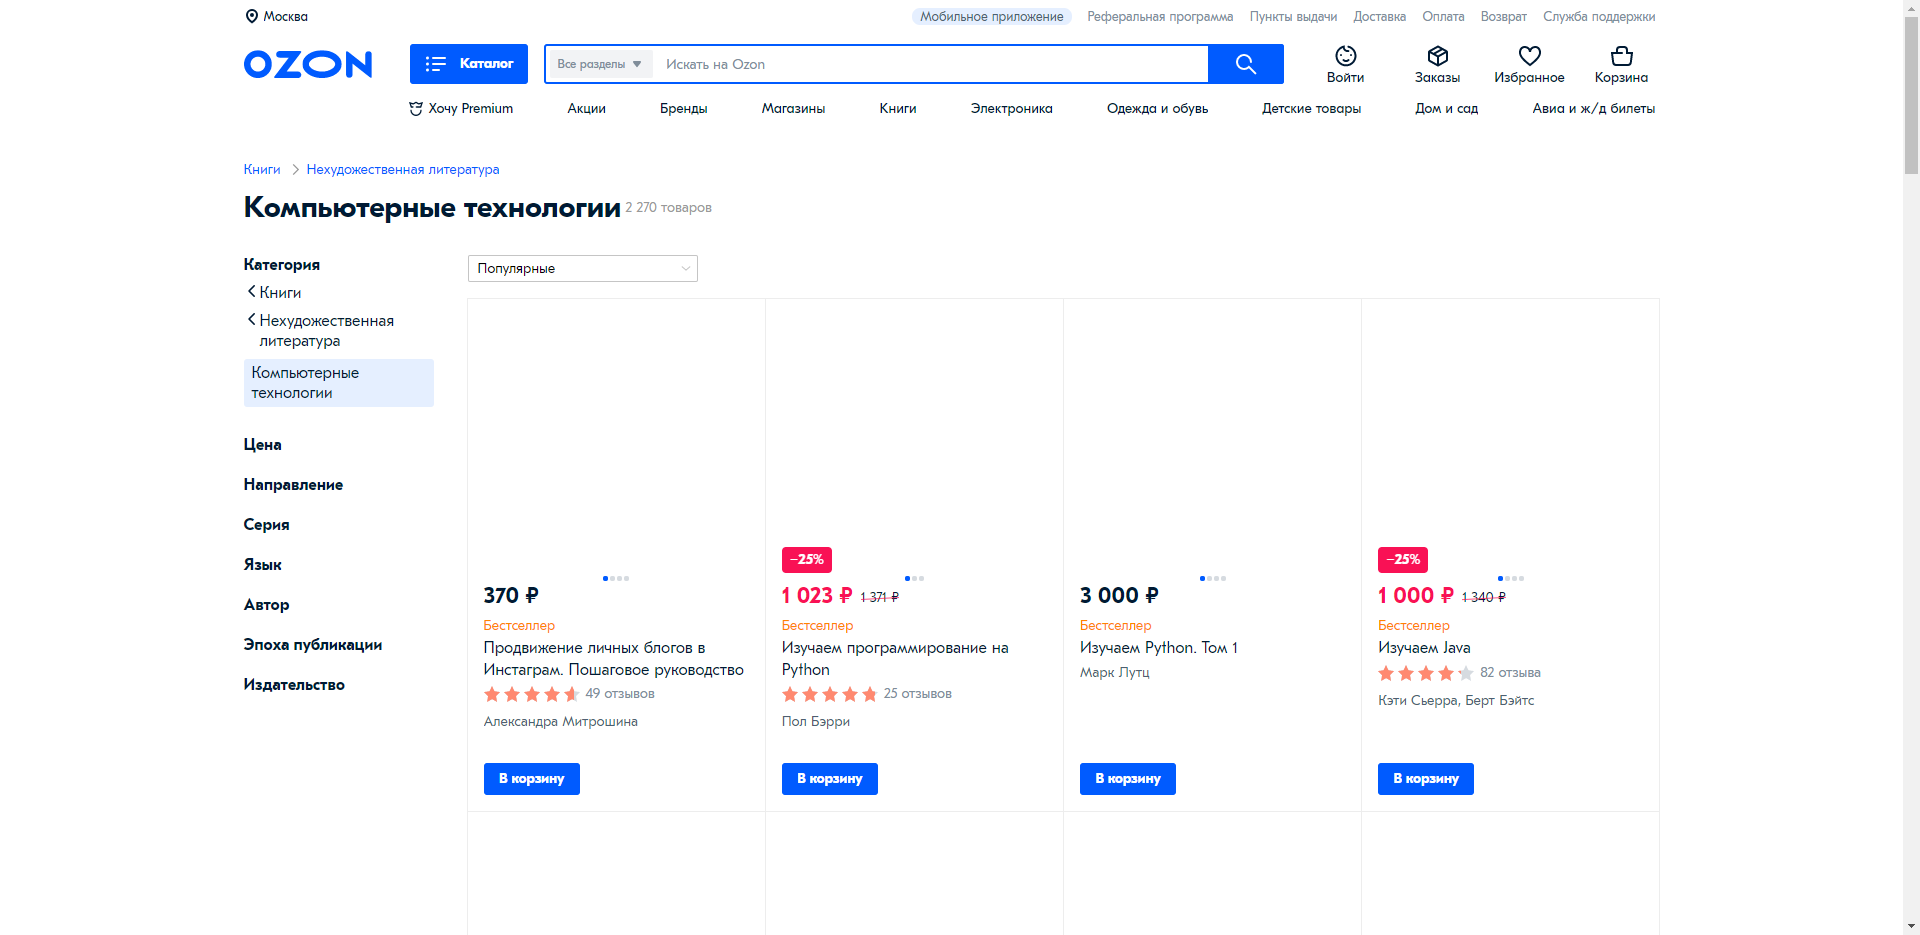 Москва
Мобильное приложение
Реферальная программа
Пункты выдачи
Доставка
Оплата
Возврат
Служба поддержки
OZON
Каталог
Все разделы
Искать на Ozon
Войти
Заказы
Избранное
Корзина
Хочу Premium
Акции
Бренды
Магазины
Книги
Электроника
Одежда и обувь
Детские товары
Дом и сад
Авиа и ж/д билеты
Книги
Нехудожественная литература
Компьютерные технологии 2 270 товаров
Категория
Книги
Нехудожественная
литература
Компьютерные
технологии
Цена
Направление
Серия
Язык
Автор
Эпоха публикации
Издательство
Популярные
370 ₽
Бестселлер
Продвижение личных блогов в
Инстаграм. Пошаговое руководство
49 отзывов
Александра Митрошина
В корзину
−25%
1 023 ₽ 1 371 ₽
Бестселлер
Изучаем программирование на
Python
25 отзывов
Пол Бэрри
В корзину
3 000 ₽
Бестселлер
Изучаем Python. Том 1
Марк Лутц
В корзину
−25%
1 000 ₽ 1 340 ₽
Бестселлер
Изучаем Java
82 отзыва
Кэти Сьерра, Берт Бэйтс
В корзину